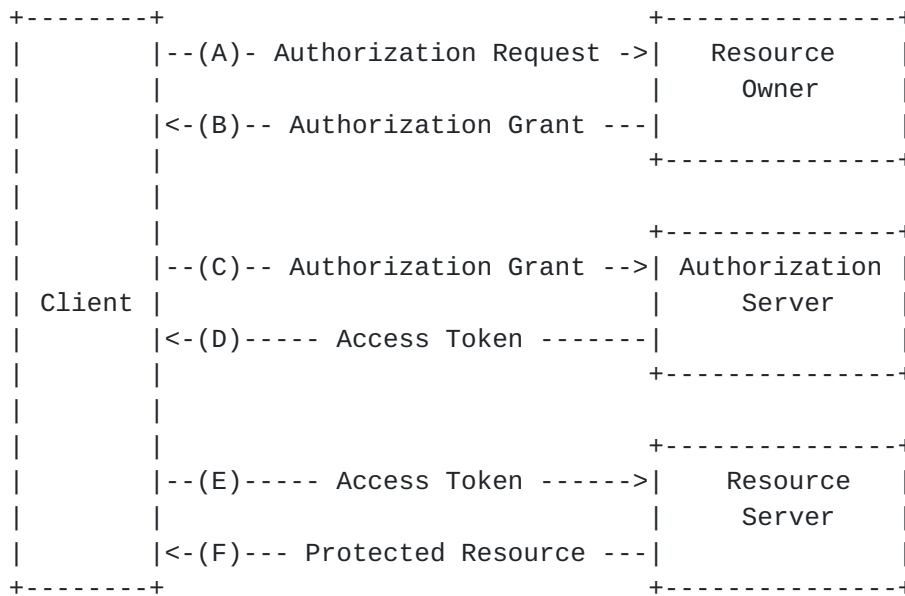 --(A)- Authorization Request -> Resource
Owner
<-(B)-- Authorization Grant ---
--(C)-- Authorization Grant --> Authorization
Client Server
<-(D)----- Access Token -------
--(E)----- Access Token ------> Resource
Server
<-(F)--- Protected Resource ---